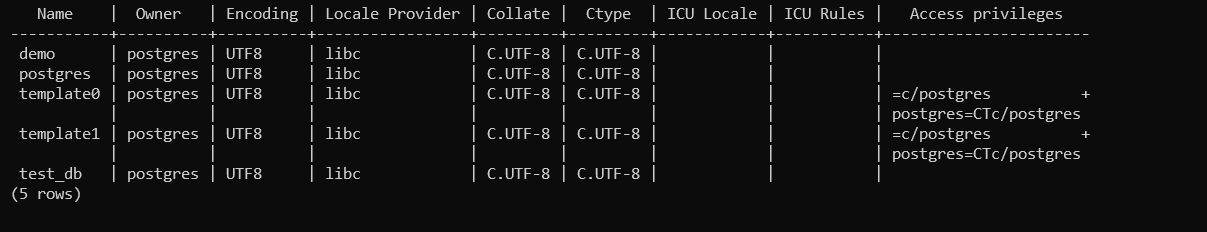 Name    |  Owner   | Encoding | Locale Provider | Collate |  Ctype  | ICU Locale | ICU Rules |   Access privileges
-----------+----------+----------+-----------------+---------+---------+------------+-----------+-----------------------
 demo      | postgres | UTF8     | libc            | C.UTF-8 | C.UTF-8 |            |           |
 postgres  | postgres | UTF8     | libc            | C.UTF-8 | C.UTF-8 |            |           |
 template0 | postgres | UTF8     | libc            | C.UTF-8 | C.UTF-8 |            |           | =c/postgres          +
           |          |          |                 |         |         |            |           | postgres=CTc/postgres
 template1 | postgres | UTF8     | libc            | C.UTF-8 | C.UTF-8 |            |           | =c/postgres          +
           |          |          |                 |         |         |            |           | postgres=CTc/postgres
 test_db   | postgres | UTF8     | libc            | C.UTF-8 | C.UTF-8 |            |           |
(5 rows)